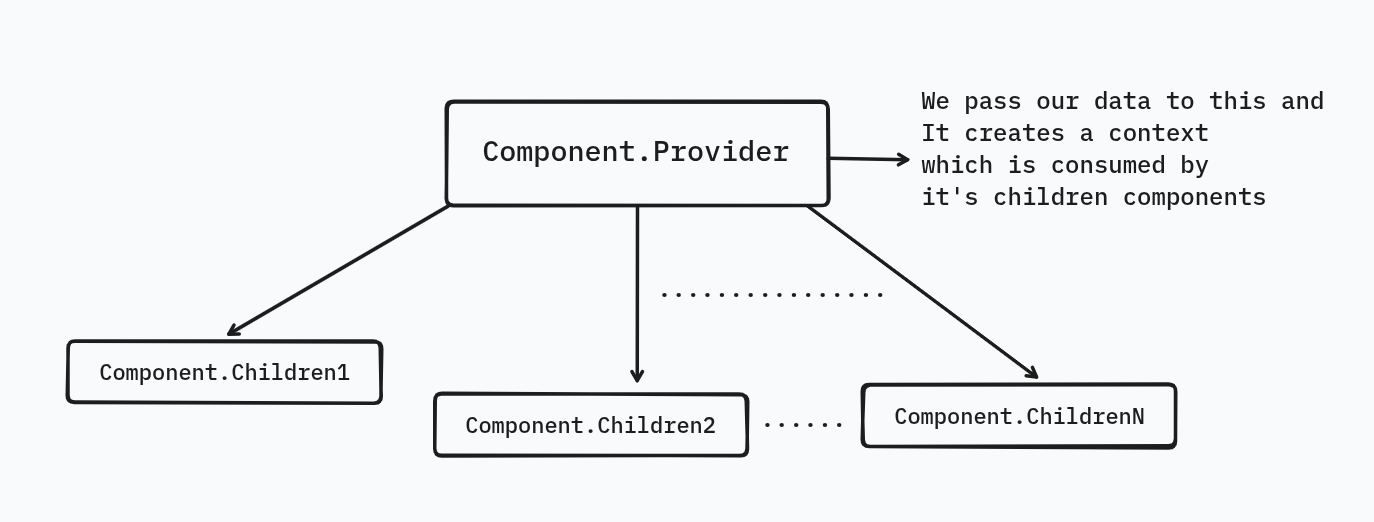 We pass our data to this and
It creates a context
Component.Provider
which is consumed by
it's children components
Component.Children1
Component.Children2
Component.ChildrenN